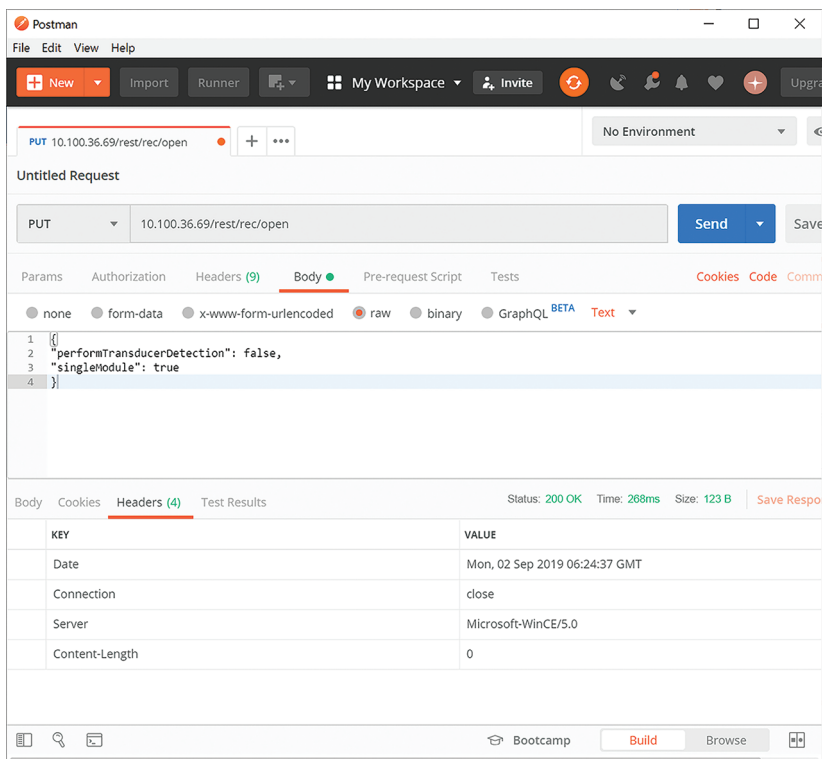 Postman
File Edit View Help
New Import Runner My Workspace Invite Upgra
PUT 10.100.36.69/rest/rec/open
No Environment
Untitled Request
PUT 10.100.36.69/rest/rec/open Send Save
Params Authorization Headers (9) Body Pre-request Script Tests Cookies Code Comm
none form-data x-www-form-urlencoded raw binary GraphQL BETA Text
1 {
2 "performTransducerDetection": false,
3 "singleModule": true
4 }
Body Cookies Headers (4) Test Results Status: 200 OK Time: 268ms Size: 123 B Save Respo
KEY VALUE
Date Mon, 02 Sep 2019 06:24:37 GMT
Connection close
Server Microsoft-WinCE/5.0
Content-Length 0
Bootcamp Build Browse